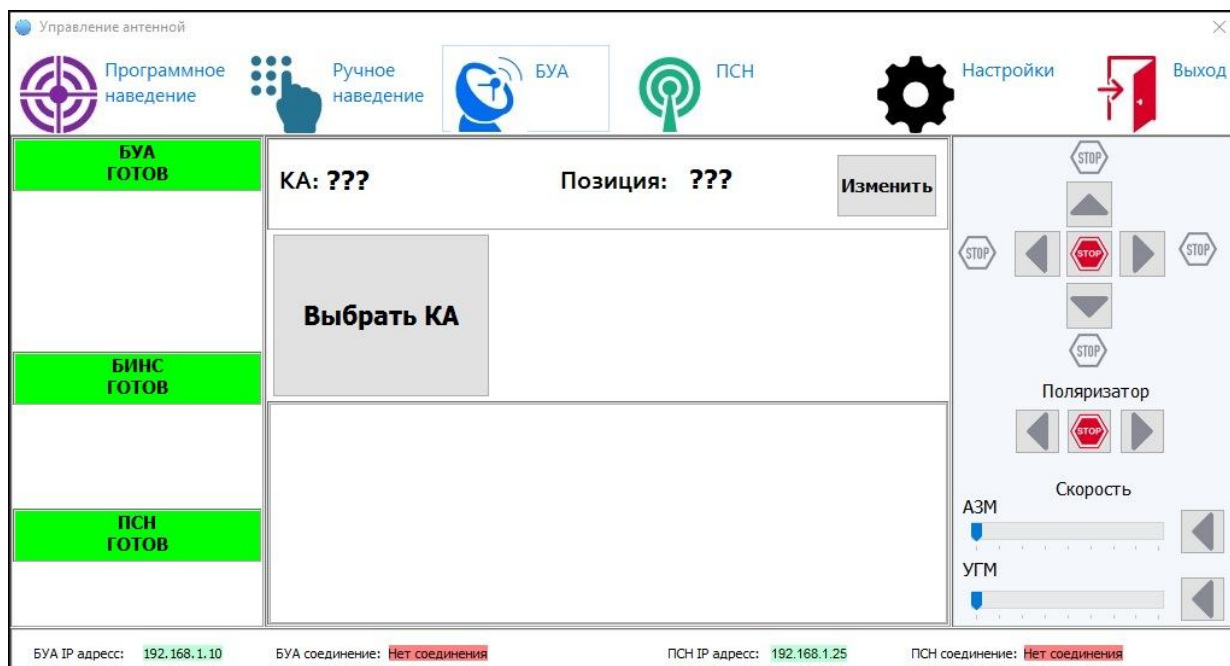 Управление антенной
Программное
наведение
Ручное
наведение
БУА
ПСН
Настройки
Выход
БУА
ГОТОВ
КА: ???
Позиция: ???
Изменить
STOP
STOP
STOP
STOP
Выбрать КА
STOP
БИНС
ГОТОВ
Поляризатор
STOP
Скорость
АЗМ
ПСН
ГОТОВ
УГМ
БУА IP адресс: 192.168.1.10
БУА соединение: Нет соединения
ПСН IP адресс: 192.168.1.25
ПСН соединение: Нет соединения